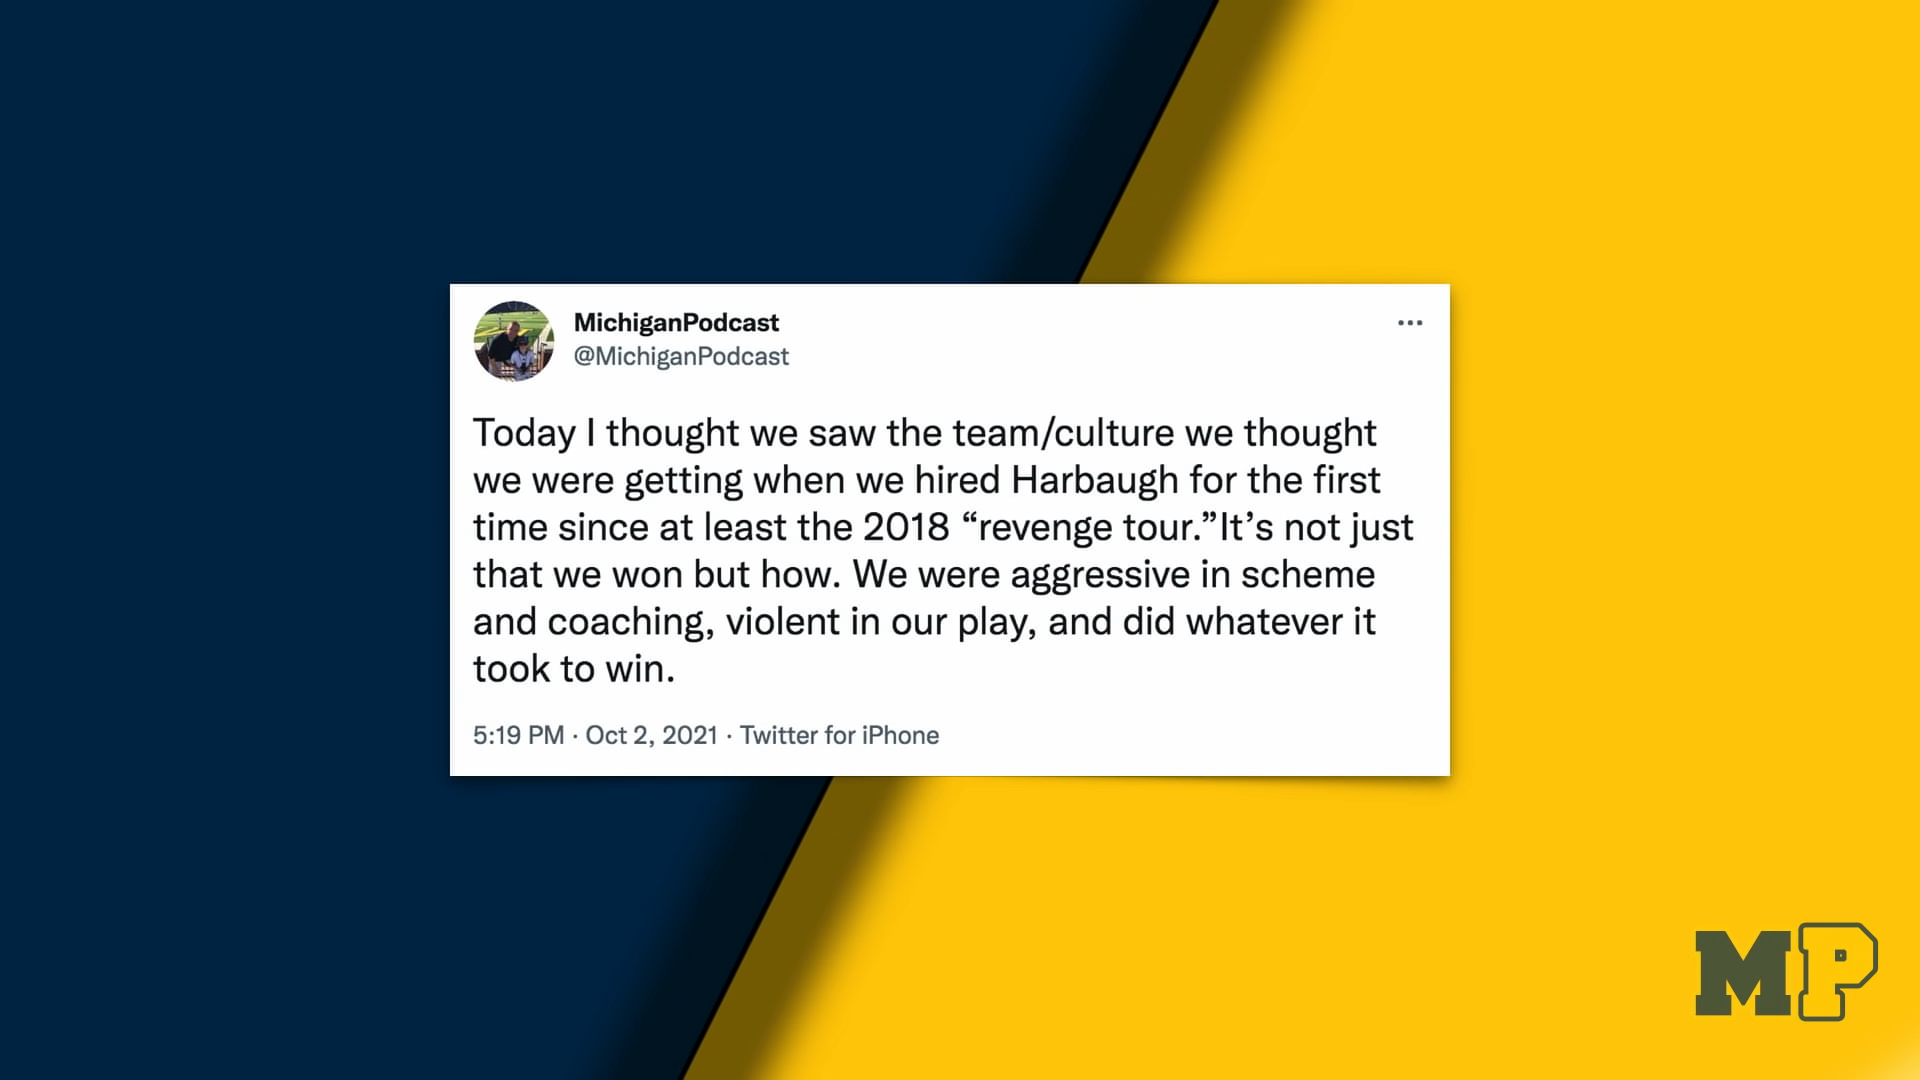 MichiganPodcast
@MichiganPodcast
Today I thought we saw the team/culture we thought
we were getting when we hired Harbaugh for the first
time since at least the 2018 “revenge tour.”It’s not just
that we won but how. We were aggressive in scheme
and coaching, violent in our play, and did whatever it
took to win.
5:19 PM · Oct 2, 2021 · Twitter for iPhone
MP